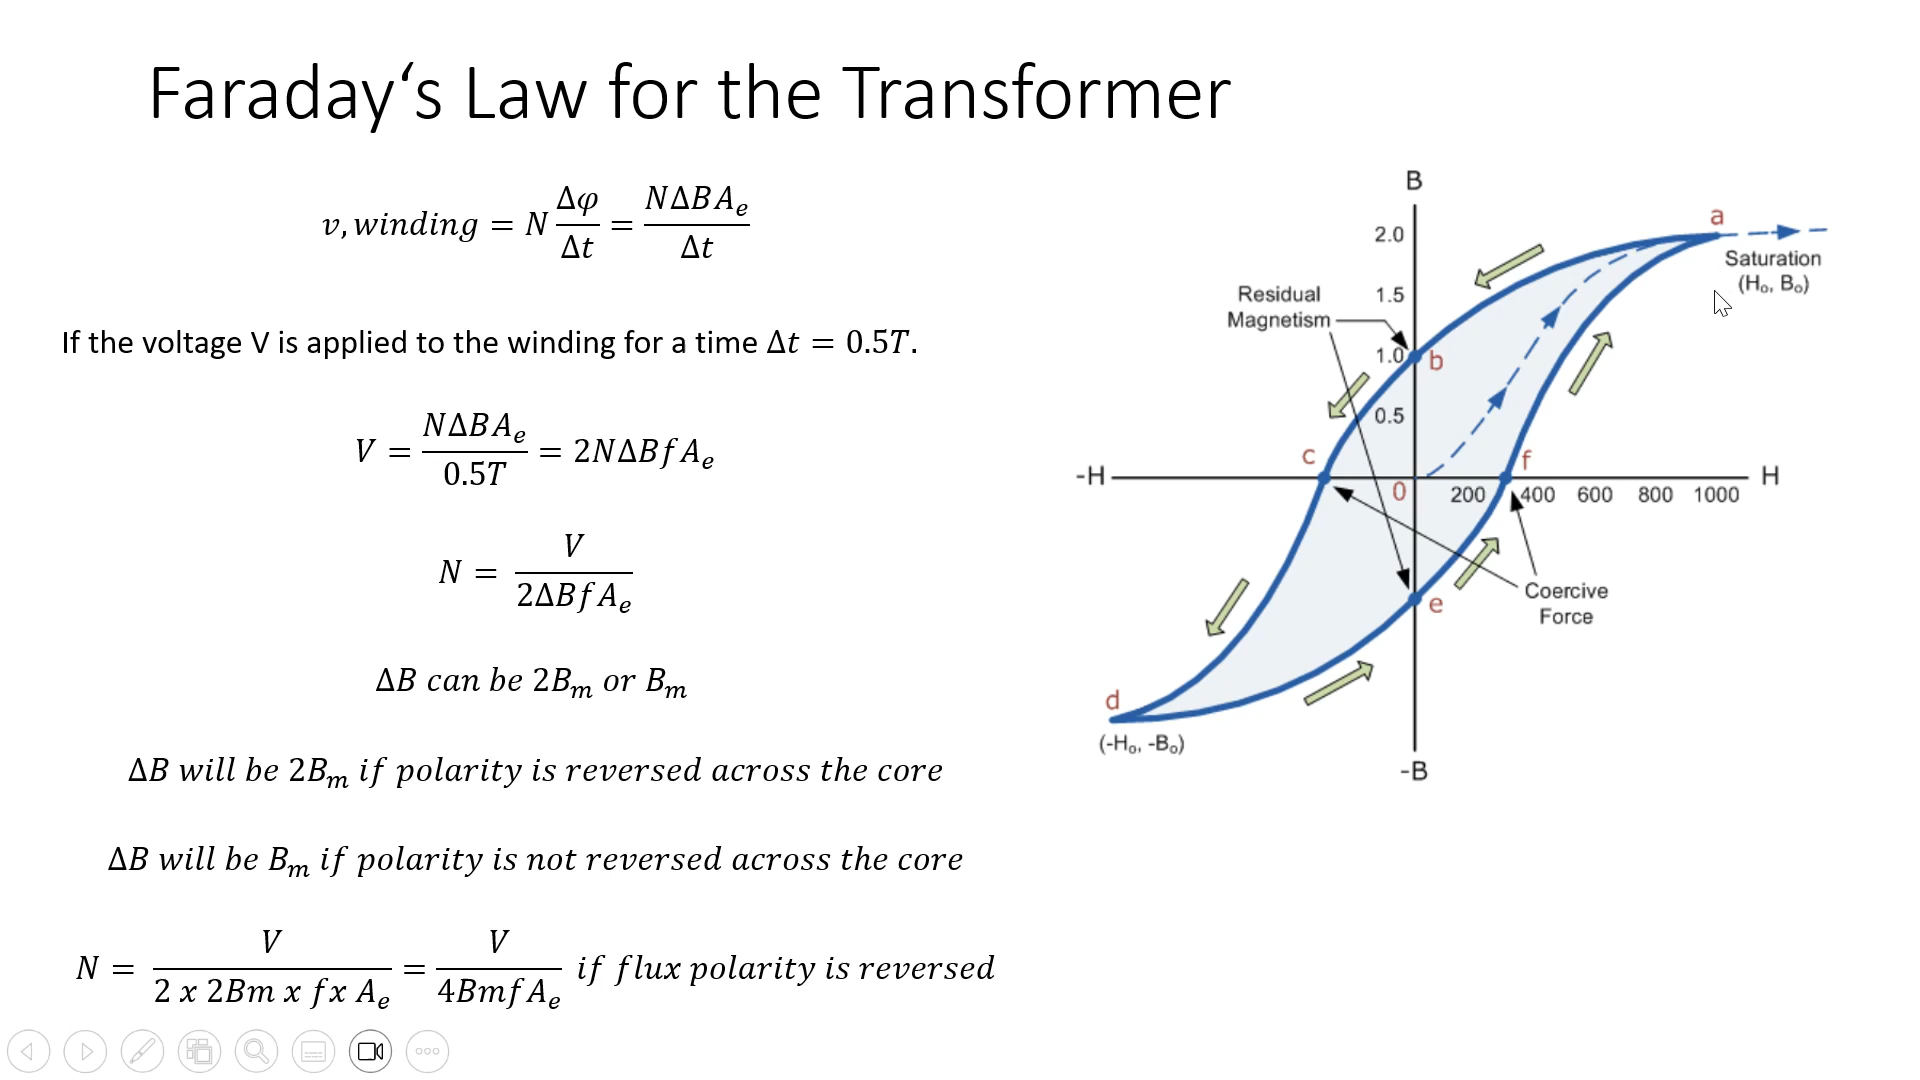 Faraday‘s Law for the Transformer
v, winding = N Δφ/Δt = NΔBA_e/Δt
If the voltage V is applied to the winding for a time Δt = 0.5T.
V = NΔBA_e/0.5T = 2NΔBfA_e
N = V/2ΔBfA_e
ΔB can be 2B_m or B_m
ΔB will be 2B_m if polarity is reversed across the core
ΔB will be B_m if polarity is not reversed across the core
N = V/2 x 2Bm x fx A_e = V/4BmfA_e if flux polarity is reversed
B
a
2.0
Saturation
(H₀, B₀)
Residual
Magnetism
1.5
1.0
b
0.5
c
f
-H
H
0
200 400 600 800 1000
e
Coercive
Force
d
(-H₀, -B₀)
-B